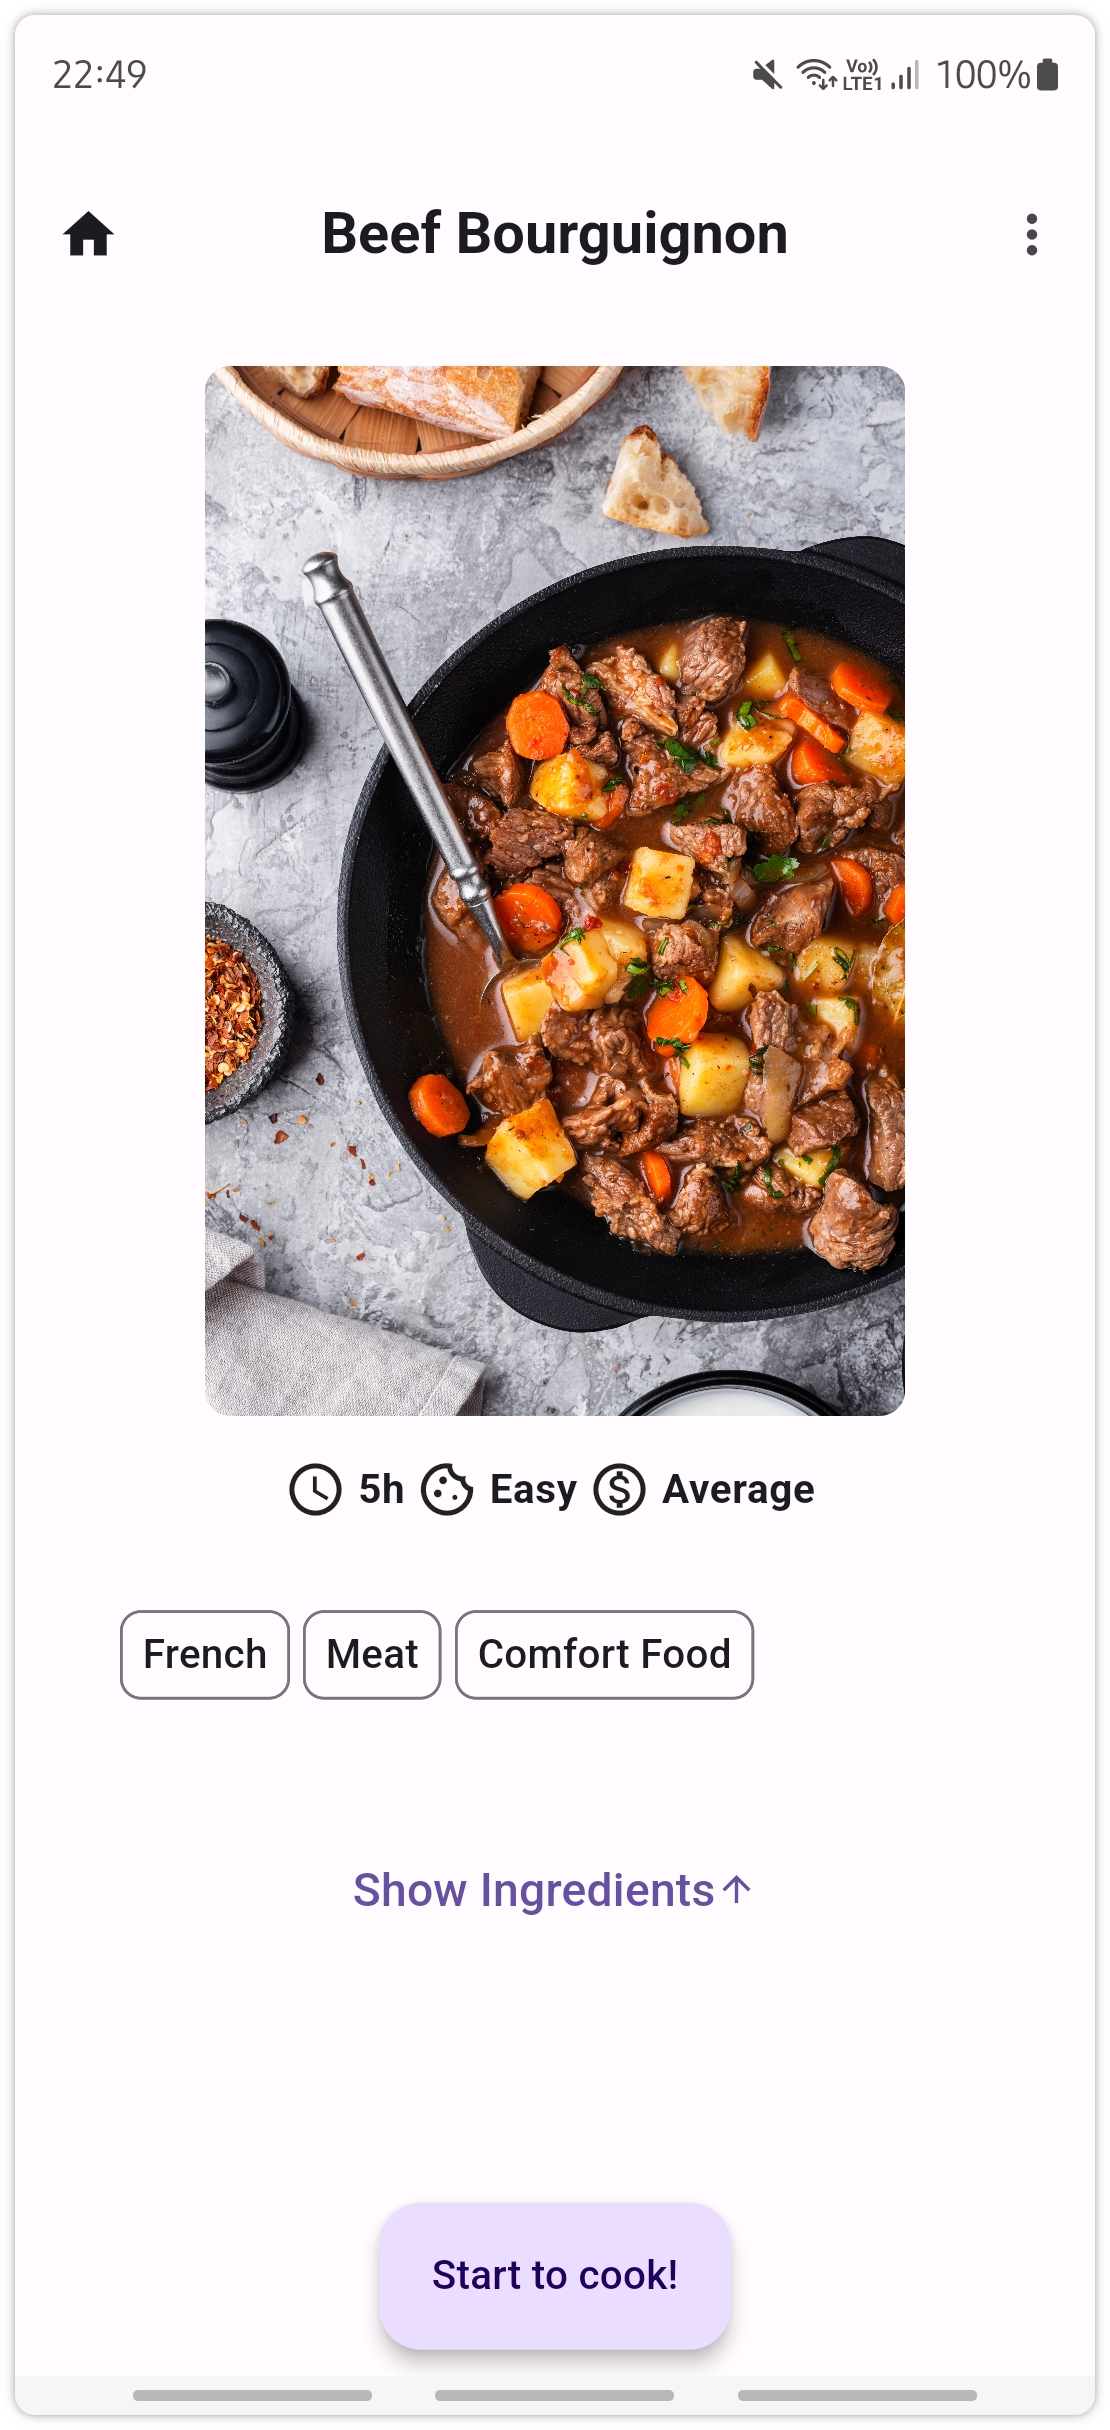 22:49 Vo)) LTE1 100%
Beef Bourguignon
5h Easy Average
French Meat Comfort Food
Show Ingredients↑
Start to cook!